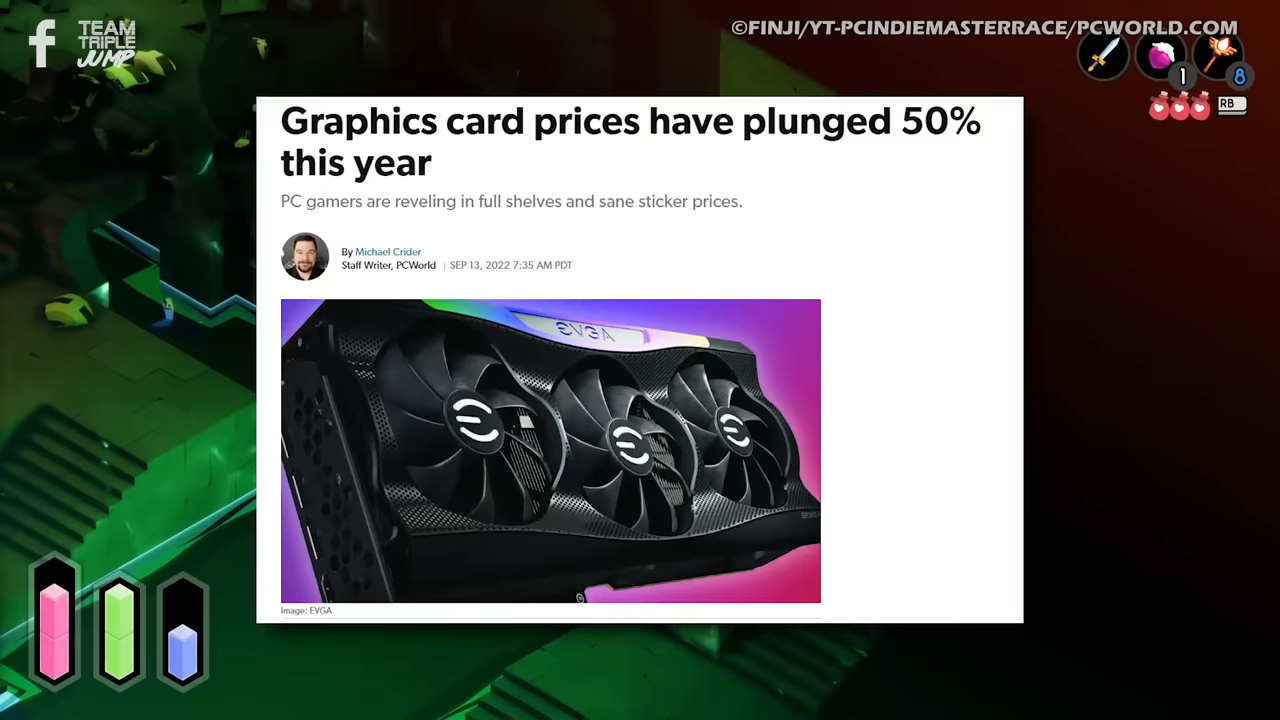 f TEAM
TRIPLE
JUMP
©FINJI/YT-PCINDIEMASTERRACE/PCWORLD.COM
1
8
RB
Graphics card prices have plunged 50%
this year
PC gamers are reveling in full shelves and sane sticker prices.
By Michael Crider
Staff Writer, PCWorld | SEP 13, 2022 7:35 AM PDT
EVGA
Image: EVGA